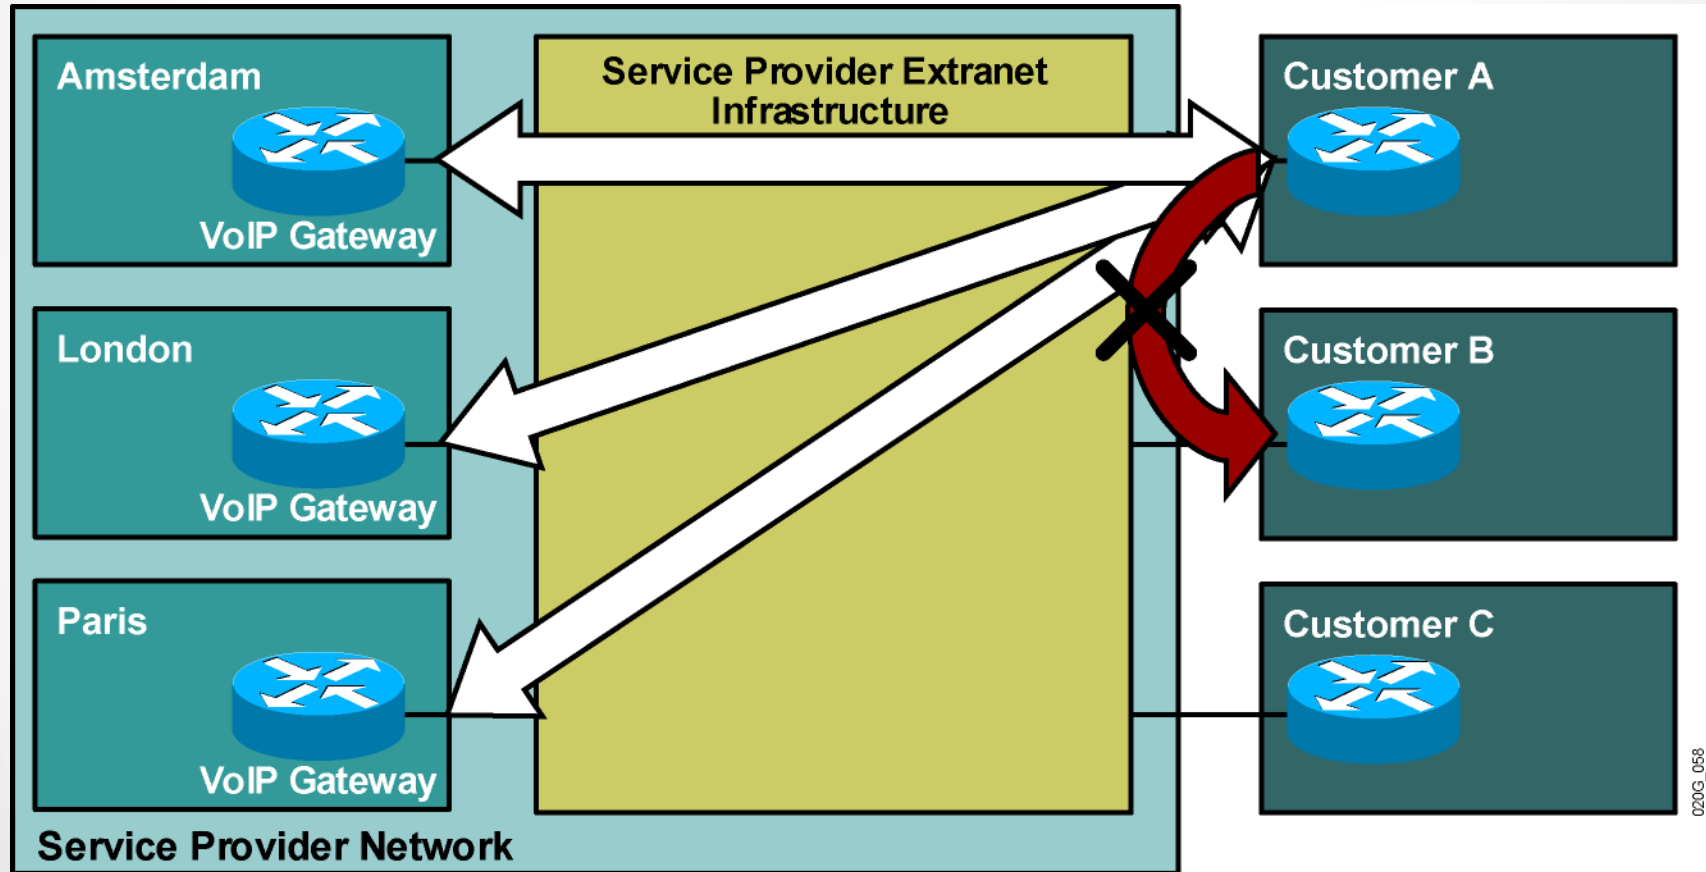 Amsterdam
VoIP Gateway
London
VoIP Gateway
Paris
VoIP Gateway
Service Provider Network
Service Provider Extranet
Infrastructure
Customer A
Customer B
Customer C
020G_058